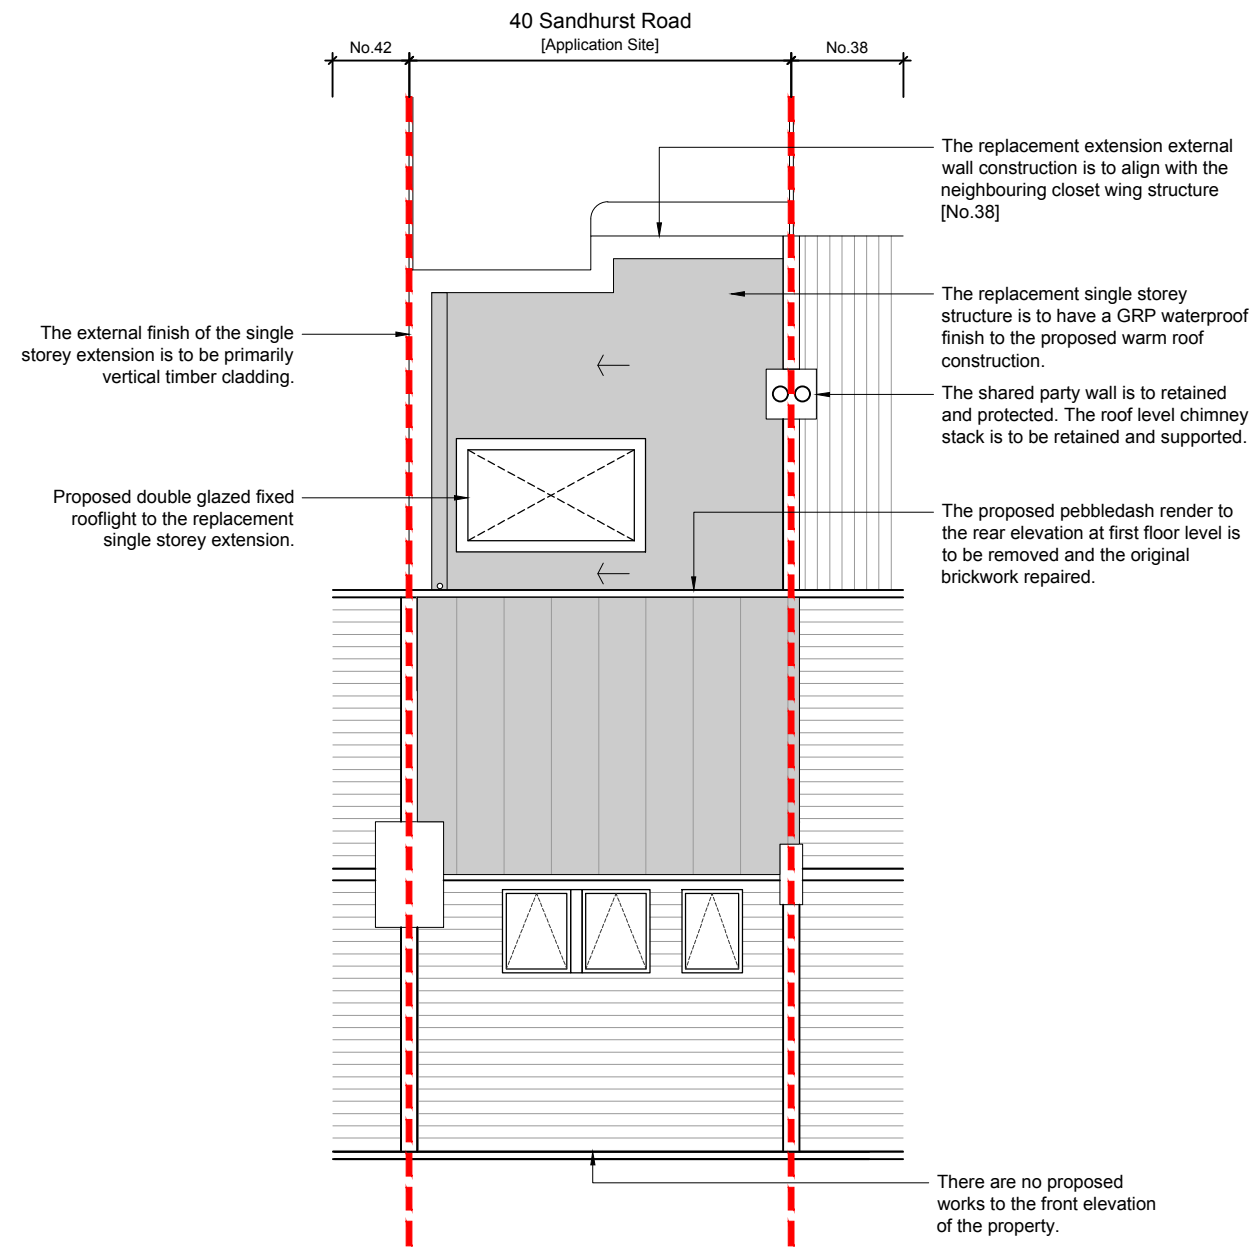 40 Sandhurst Road
[Application Site]
No.42
No.38
The replacement extension external
wall construction is to align with the
neighbouring closet wing structure
[No.38]
The replacement single storey
structure is to have a GRP waterproof
finish to the proposed warm roof
construction.
The external finish of the single
storey extension is to be primarily
vertical timber cladding.
The shared party wall is to retained
and protected. The roof level chimney
stack is to be retained and supported.
Proposed double glazed fixed
rooflight to the replacement
single storey extension.
The proposed pebbledash render to
the rear elevation at first floor level is
to be removed and the original
brickwork repaired.
There are no proposed
works to the front elevation
of the property.